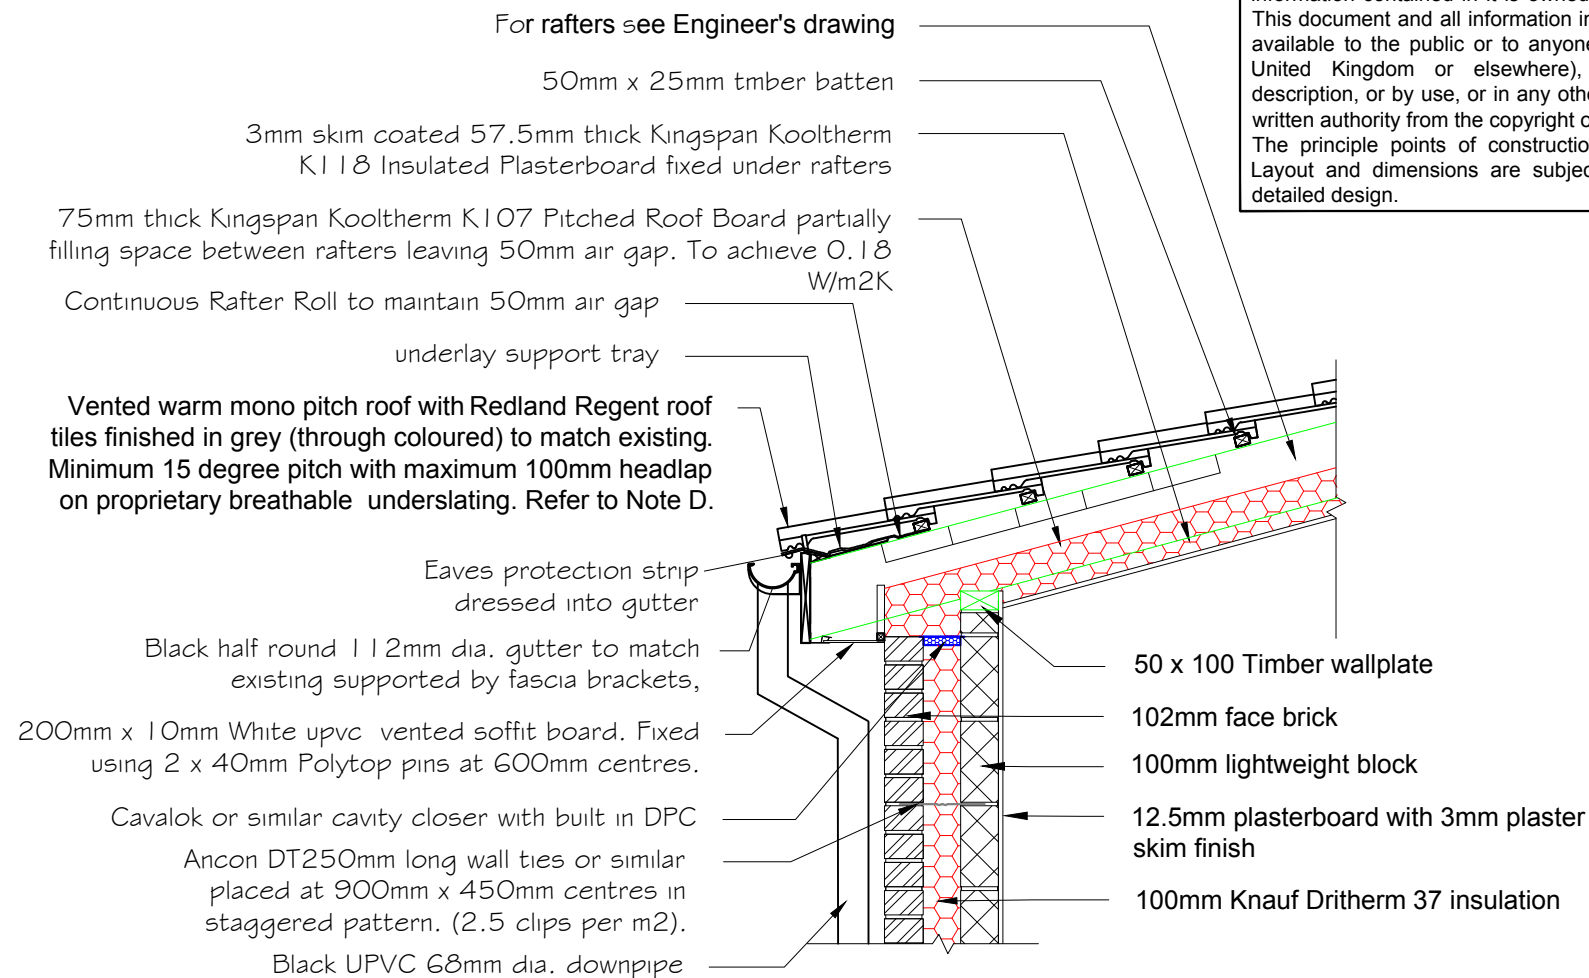 For rafters see Engineer's drawing
50mm x 25mm tmber batten
3mm skim coated 57.5mm thick Kingspan Kooltherm
K118 Insulated Plasterboard fixed under rafters
75mm thick Kingspan Kooltherm K107 Pitched Roof Board partially
filling space between rafters leaving 50mm air gap. To achieve 0.18
W/m2K
Continuous Rafter Roll to maintain 50mm air gap
underlay support tray
Vented warm mono pitch roof with Redland Regent roof
tiles finished in grey (through coloured) to match existing.
Minimum 15 degree pitch with maximum 100mm headlap
on proprietary breathable underslating. Refer to Note D.
Eaves protection strip
dressed into gutter
Black half round 112mm dia. gutter to match
existing supported by fascia brackets,
200mm x 10mm White upvc vented soffit board. Fixed
using 2 x 40mm Polytop pins at 600mm centres.
Cavalok or similar cavity closer with built in DPC
Ancon DT250mm long wall ties or similar
placed at 900mm x 450mm centres in
staggered pattern. (2.5 clips per m2).
Black UPVC 68mm dia. downpipe
This document and all information in
available to the public or to anyone
United Kingdom or elsewhere),
description, or by use, or in any othe
written authority from the copyright o
The principle points of constructio
Layout and dimensions are subjec
detailed design.
50 x 100 Timber wallplate
102mm face brick
100mm lightweight block
12.5mm plasterboard with 3mm plaster
skim finish
100mm Knauf Dritherm 37 insulation